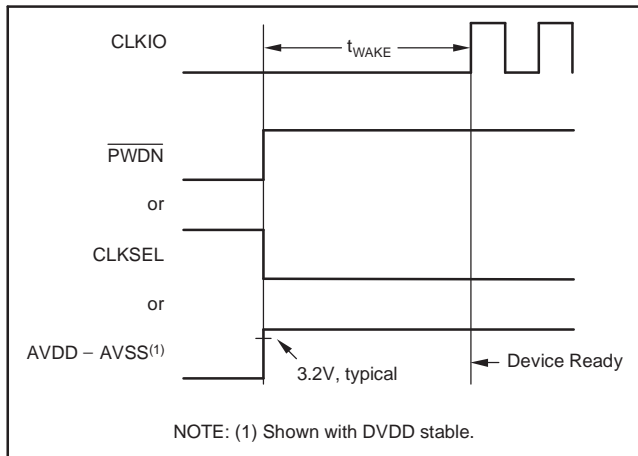 CLKIO
tWAKE
PWDN
or
CLKSEL
or
AVDD – AVSS(1)
3.2V, typical
Device Ready
NOTE: (1) Shown with DVDD stable.